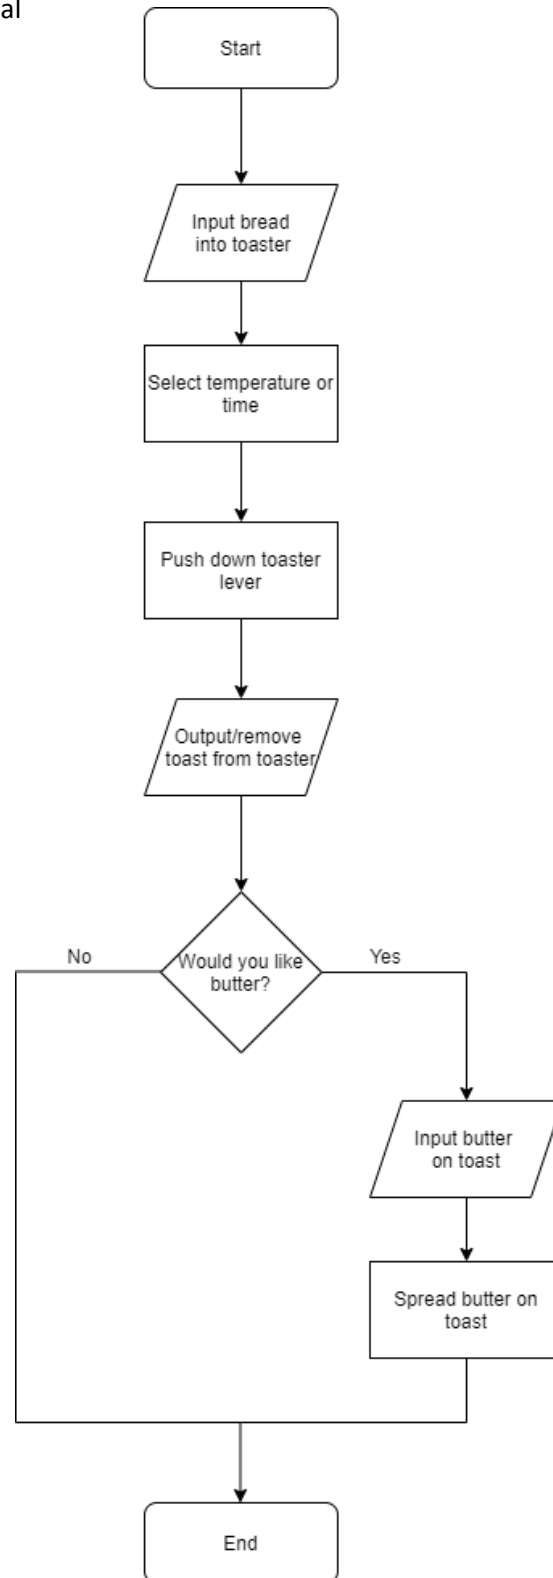 al
Start
Input bread
into toaster
Select temperature or
time
Push down toaster
lever
Output/remove
toast from toaster
Would you like
butter?
No
Yes
Input butter
on toast
Spread butter on
toast
End